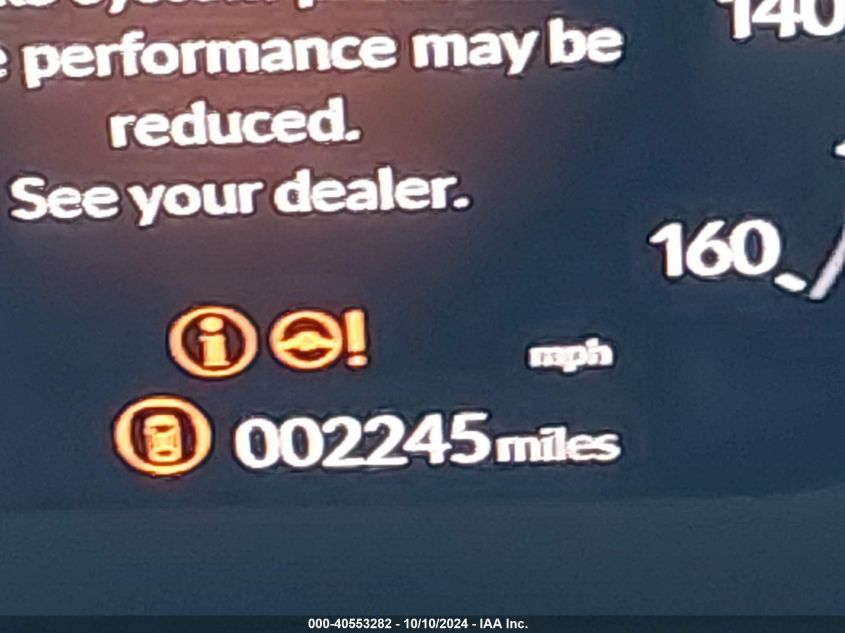 140
e performance may be
reduced.
See your dealer.
160
!
mph
002245 miles
000-40553282 - 10/10/2024 - IAA Inc.